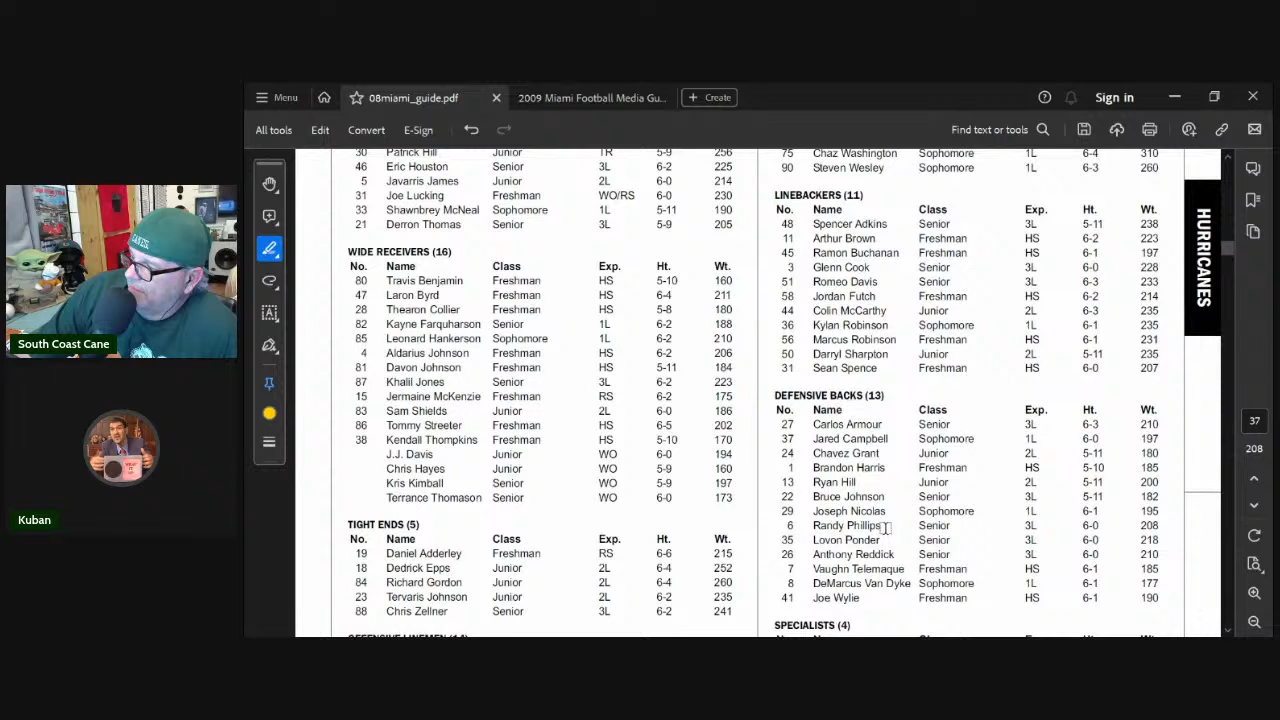 Menu
08miami_guide.pdf
2009 Miami Football Media Gu...
+ Create
Sign in
All tools
Edit
Convert
E-Sign
Find text or tools
30 Patrick Hill Junior TR 5-9 256
46 Eric Houston Senior 3L 6-2 225
5 Javarris James Junior 2L 6-0 214
31 Joe Lucking Freshman WO/RS 6-0 230
33 Shawnbrey McNeal Sophomore 1L 5-11 190
21 Derron Thomas Senior 3L 5-9 205
WIDE RECEIVERS (16)
No. Name Class Exp. Ht. Wt.
80 Travis Benjamin Freshman HS 5-10 160
47 Laron Byrd Freshman HS 6-4 211
28 Thearon Collier Freshman HS 5-8 180
82 Kayne Farquharson Senior 1L 6-2 188
85 Leonard Hankerson Sophomore 1L 6-2 210
4 Aldarius Johnson Freshman HS 6-2 206
81 Davon Johnson Freshman HS 5-11 184
87 Khalil Jones Senior 3L 6-2 223
15 Jermaine McKenzie Freshman RS 6-2 175
83 Sam Shields Junior 2L 6-0 186
86 Tommy Streeter Freshman HS 6-5 202
38 Kendall Thompkins Freshman HS 5-10 170
J.J. Davis Junior WO 6-0 194
Chris Hayes Junior WO 5-9 160
Kris Kimball Senior WO 5-9 197
Terrance Thomason Senior WO 6-0 173
TIGHT ENDS (5)
No. Name Class Exp. Ht. Wt.
19 Daniel Adderley Freshman RS 6-6 215
18 Dedrick Epps Junior 2L 6-4 252
84 Richard Gordon Junior 2L 6-4 260
23 Tervaris Johnson Junior 2L 6-2 235
88 Chris Zellner Senior 3L 6-2 241
OFFENSIVE LINEMEN (14)
75 Chaz Washington Sophomore 1L 6-4 310
90 Steven Wesley Sophomore 1L 6-3 260
LINEBACKERS (11)
No. Name Class Exp. Ht. Wt.
48 Spencer Adkins Senior 3L 5-11 238
11 Arthur Brown Freshman HS 6-2 223
45 Ramon Buchanan Freshman HS 6-1 197
3 Glenn Cook Senior 3L 6-0 228
51 Romeo Davis Senior 3L 6-3 233
58 Jordan Futch Freshman HS 6-2 214
44 Colin McCarthy Junior 2L 6-3 235
36 Kylan Robinson Sophomore 1L 6-1 235
56 Marcus Robinson Freshman HS 6-1 231
50 Darryl Sharpton Junior 2L 5-11 235
31 Sean Spence Freshman HS 6-0 207
DEFENSIVE BACKS (13)
No. Name Class Exp. Ht. Wt.
27 Carlos Armour Senior 3L 6-3 210
37 Jared Campbell Sophomore 1L 6-0 197
24 Chavez Grant Junior 2L 5-11 180
1 Brandon Harris Freshman HS 5-10 185
13 Ryan Hill Junior 2L 5-11 200
22 Bruce Johnson Senior 3L 5-11 182
29 Joseph Nicolas Sophomore 1L 6-1 195
6 Randy Phillips Senior 3L 6-0 208
35 Lovon Ponder Senior 3L 6-0 218
26 Anthony Reddick Senior 3L 6-0 210
7 Vaughn Telemaque Freshman HS 6-1 185
8 DeMarcus Van Dyke Sophomore 1L 6-1 177
41 Joe Wylie Freshman HS 6-1 190
SPECIALISTS (4)
HURRICANES
37
208
CANES
South Coast Cane
Kuban